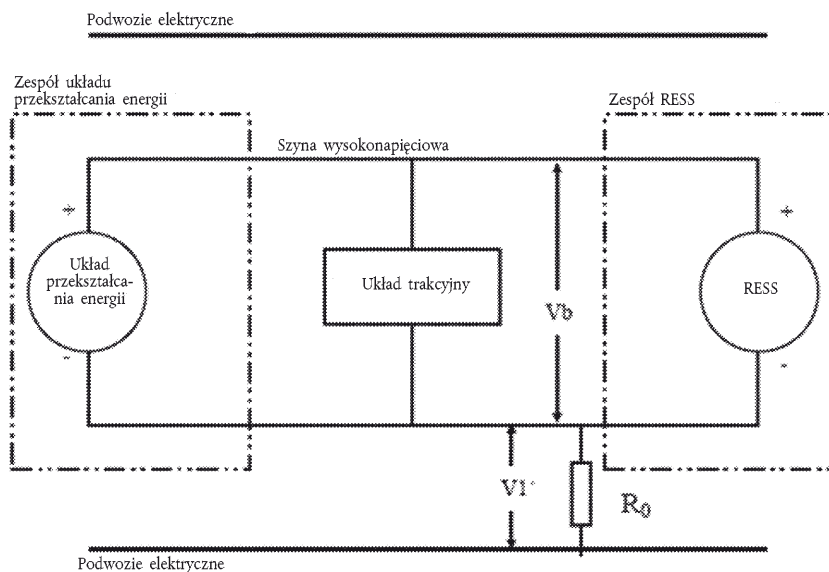 Podwozie elektryczne
Zespół układu
przekształcania energii
Zespół RESS
Szyna wysokonapięciowa
+
+
Układ
przekształca-
nia energii
Układ trakcyjny
Vb
RESS
-
-
V1'
R0
Podwozie elektryczne